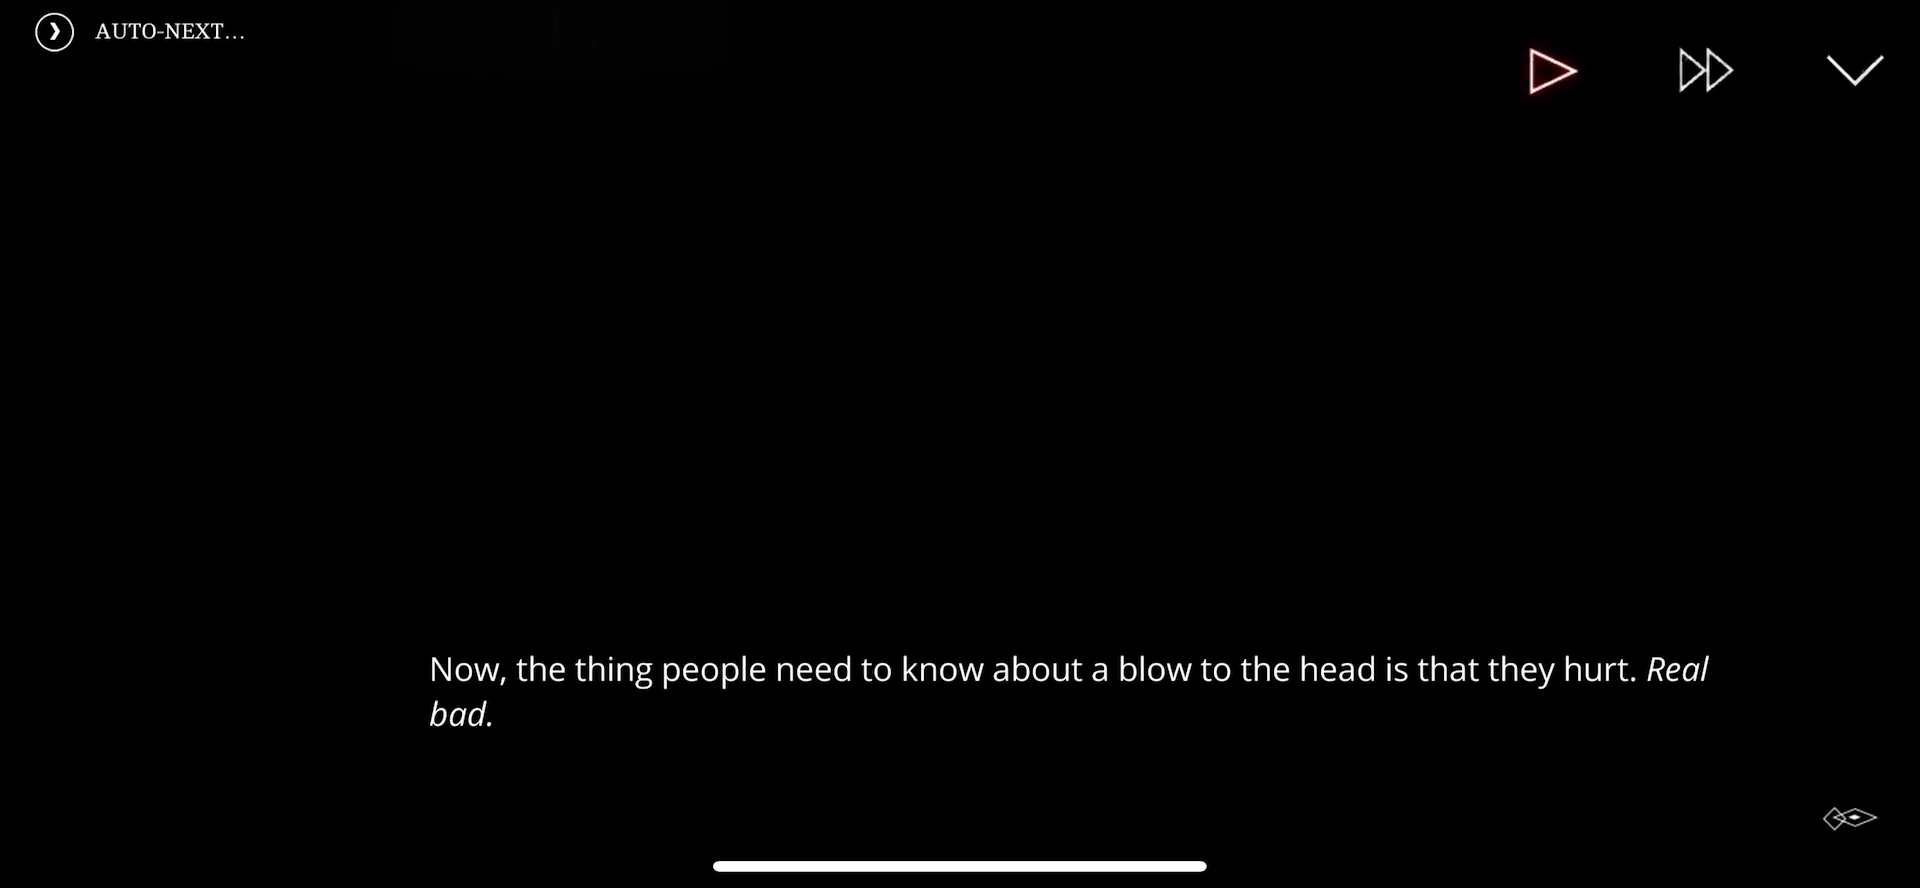 ❯ AUTO-NEXT...
Now, the thing people need to know about a blow to the head is that they hurt. Real
bad.